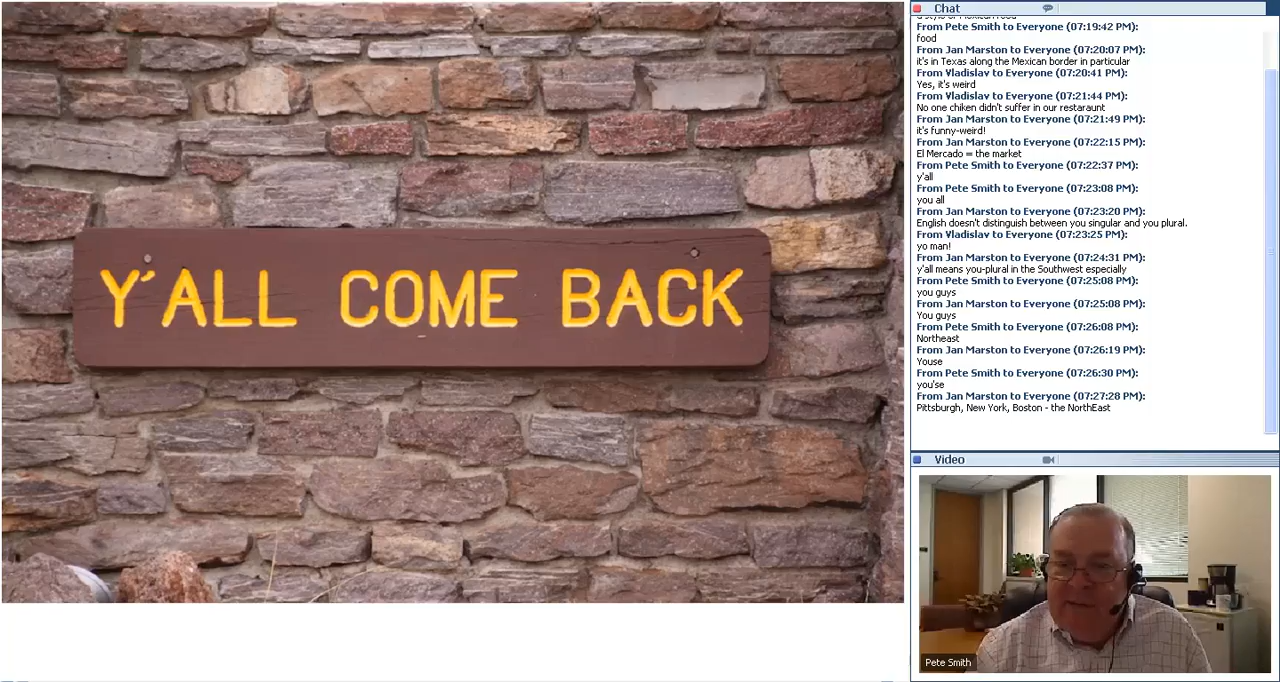 Y'ALL COME BACK
Chat
a style of Mexican food
From Pete Smith to Everyone (07:19:42 PM):
food
From Jan Marston to Everyone (07:20:07 PM):
it's in Texas along the Mexican border in particular
From Vladislav to Everyone (07:20:41 PM):
Yes, it's weird
From Vladislav to Everyone (07:21:44 PM):
No one chiken didn't suffer in our restaraunt
From Jan Marston to Everyone (07:21:49 PM):
it's funny-weird!
From Jan Marston to Everyone (07:22:15 PM):
El Mercado = the market
From Pete Smith to Everyone (07:22:37 PM):
y'all
From Pete Smith to Everyone (07:23:08 PM):
you all
From Jan Marston to Everyone (07:23:20 PM):
English doesn't distinguish between you singular and you plural.
From Vladislav to Everyone (07:23:25 PM):
yo man!
From Jan Marston to Everyone (07:24:31 PM):
y'all means you-plural in the Southwest especially
From Pete Smith to Everyone (07:25:08 PM):
you guys
From Jan Marston to Everyone (07:25:08 PM):
You guys
From Pete Smith to Everyone (07:26:08 PM):
Northeast
From Jan Marston to Everyone (07:26:19 PM):
Youse
From Pete Smith to Everyone (07:26:30 PM):
you'se
From Jan Marston to Everyone (07:27:28 PM):
Pittsburgh, New York, Boston - the NorthEast
Video
Pete Smith